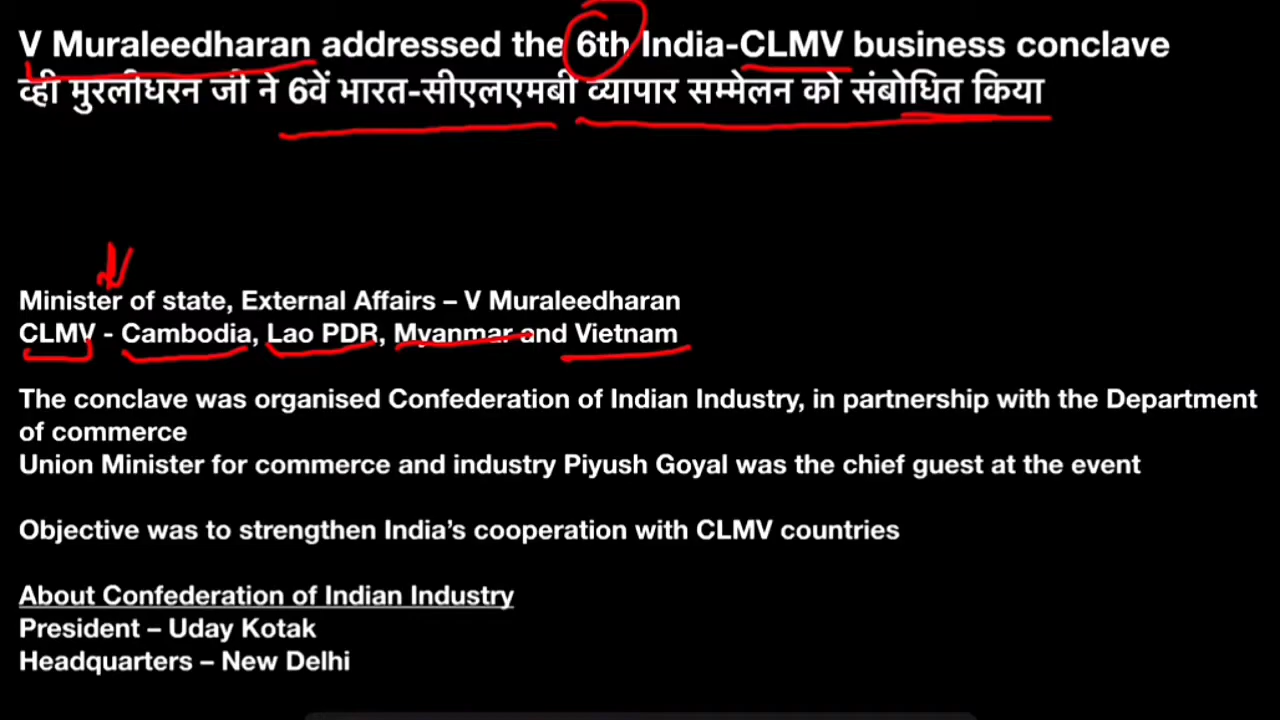 V Muraleedharan addressed the 6th India-CLMV business conclave
व्ही मुरलीधरन जी ने 6वें भारत-सीएलएमबी व्यापार सम्मेलन को संबोधित किया
Minister of state, External Affairs – V Muraleedharan
CLMV - Cambodia, Lao PDR, Myanmar and Vietnam
The conclave was organised Confederation of Indian Industry, in partnership with the Department
of commerce
Union Minister for commerce and industry Piyush Goyal was the chief guest at the event
Objective was to strengthen India’s cooperation with CLMV countries
About Confederation of Indian Industry
President – Uday Kotak
Headquarters – New Delhi